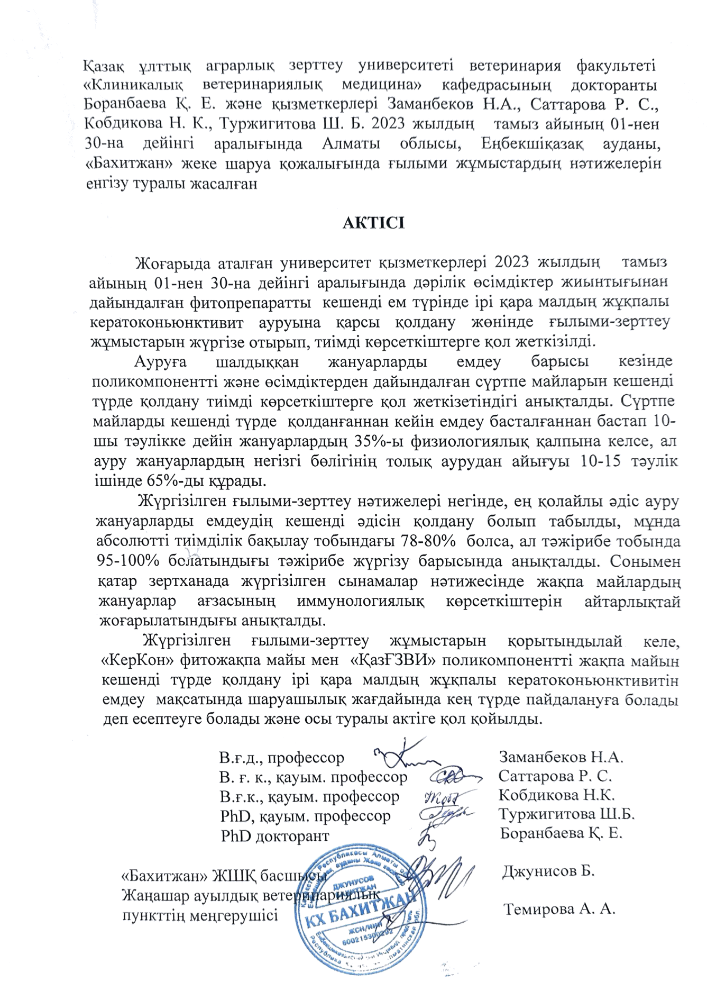 Қазақ ұлттық аграрлық зерттеу университеті ветеринария факультеті
«Клиникалық ветеринариялық медицина» кафедрасының докторанты
Боранбаева Қ. Е. және қызметкерлері Заманбеков Н.А., Саттарова Р. С.,
Кобдикова Н. К., Туржигитова Ш. Б. 2023 жылдың тамыз айының 01-нен
30-на дейінгі аралығында Алматы облысы, Еңбекшіқазақ ауданы,
«Бахитжан» жеке шаруа қожалығында ғылыми жұмыстардың нәтижелерін
енгізу туралы жасалған
АКТІСІ
Жоғарыда аталған университет қызметкерлері 2023 жылдың тамыз
айының 01-нен 30-на дейінгі аралығында дәрілік өсімдіктер жиынтығынан
дайындалған фитопрепаратты кешенді ем түрінде ірі қара малдың жұқпалы
кератоконьюнктивит ауруына қарсы қолдану жөнінде ғылыми-зерттеу
жұмыстарын жүргізе отырып, тиімді көрсеткіштерге қол жеткізілді.
Ауруға шалдыққан жануарларды емдеу барысы кезінде
поликомпонентті және өсімдіктерден дайындалған сүртпе майларын кешенді
түрде қолдану тиімді көрсеткіштерге қол жеткізетіндігі анықталды. Сүртпе
майларды кешенді түрде қолданғаннан кейін емдеу басталғаннан бастап 10-
шы тәулікке дейін жануарлардың 35%-ы физиологиялық қалпына келсе, ал
ауру жануарлардың негізгі бөлігінің толық аурудан айығуы 10-15 тәулік
ішінде 65%-ды құрады.
Жүргізілген ғылыми-зерттеу нәтижелері негінде, ең қолайлы әдіс ауру
жануарларды емдеудің кешенді әдісін қолдану болып табылды, мұнда
абсолютті тиімділік бақылау тобындағы 78-80% болса, ал тәжірибе тобында
95-100% болатындығы тәжірибе жүргізу барысында анықталды. Сонымен
қатар зертханада жүргізілген сынамалар нәтижесінде жақпа майлардың
жануарлар ағзасының иммунологиялық көрсеткіштерін айтарлықтай
жоғарылатындығы анықталды.
Жүргізілген ғылыми-зерттеу жұмыстарын қорытындылай келе,
«КерКон» фитожақпа майы мен «ҚазҒЗВИ» поликомпонентті жақпа майын
кешенді түрде қолдану ірі қара малдың жұқпалы кератоконьюнктивитін
емдеу мақсатында шаруашылық жағдайында кең түрде пайдалануға болады
деп есептеуге болады және осы туралы актіге қол қойылды.
В.ғ.д., профессор Заманбеков Н.А.
В. ғ. к., қауым. профессор Саттарова Р. С.
В.ғ.к., қауым. профессор Кобдикова Н.К.
PhD, қауым. профессор Туржигитова Ш.Б.
PhD докторант Боранбаева Қ. Е.
«Бахитжан» ЖШҚ басшысы Джунисов Б.
Жаңашар ауылдық ветеринариялық
пункттің меңгерушісі Темирова А. А.
ДЖУНУСОВ
БАХИТЖАН
КХ БАХИТЖАН
ЖСН/ИИН
600215300292